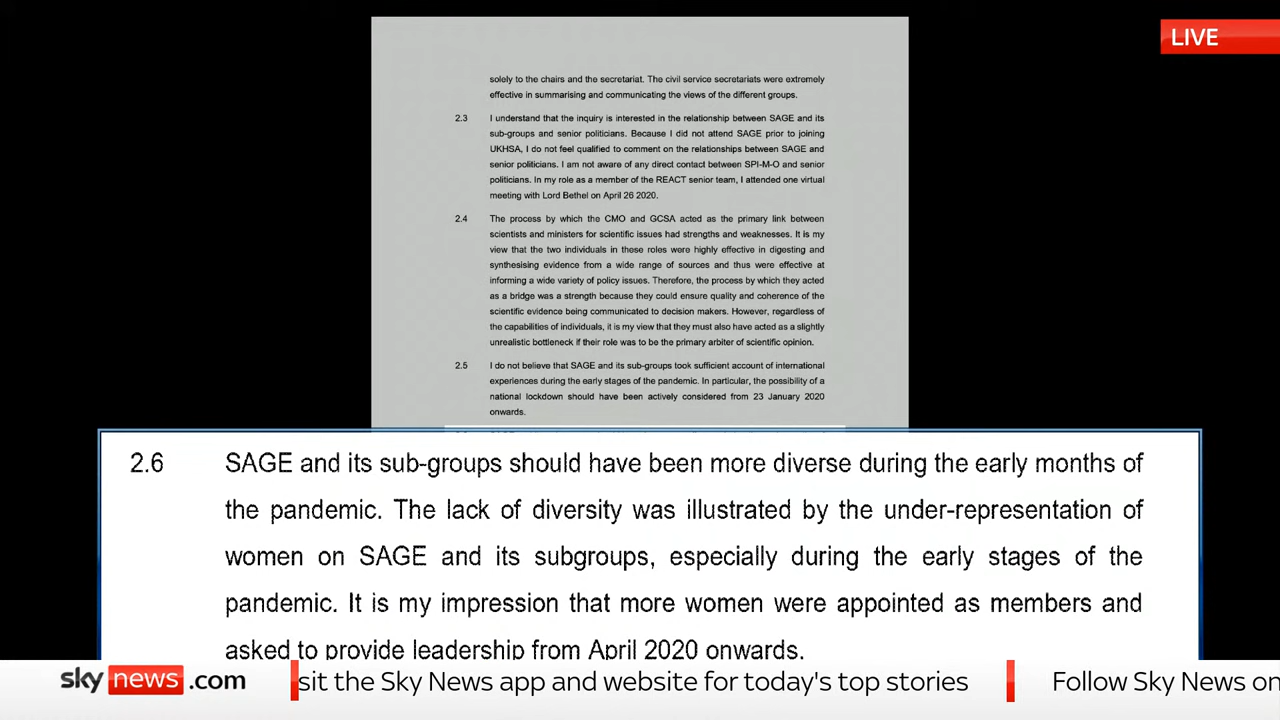 LIVE
solely to the chairs and the secretariat. The civil service secretariats were extremely
effective in summarising and communicating the views of the different groups.
2.3 I understand that the inquiry is interested in the relationship between SAGE and its
sub-groups and senior politicians. Because I did not attend SAGE prior to joining
UKHSA, I do not feel qualified to comment on the relationships between SAGE and
senior politicians. I am not aware of any direct contact between SPI-M-O and senior
politicians. In my role as a member of the REACT senior team, I attended one virtual
meeting with Lord Bethel on April 26 2020.
2.4 The process by which the CMO and GCSA acted as the primary link between
scientists and ministers for scientific issues had strengths and weaknesses. It is my
view that the two individuals in these roles were highly effective in digesting and
synthesising evidence from a wide range of sources and thus were effective at
informing a wide variety of policy issues. Therefore, the process by which they acted
as a bridge was a strength because they could ensure quality and coherence of the
scientific evidence being communicated to decision makers. However, regardless of
the capabilities of individuals, it is my view that they must also have acted as a slightly
unrealistic bottleneck if their role was to be the primary arbiter of scientific opinion.
2.5 I do not believe that SAGE and its sub-groups took sufficient account of international
experiences during the early stages of the pandemic. In particular, the possibility of a
national lockdown should have been actively considered from 23 January 2020
onwards.
2.6 SAGE and its sub-groups should have been more diverse during the early months of
the pandemic. The lack of diversity was illustrated by the under-representation of
women on SAGE and its subgroups, especially during the early stages of the
pandemic. It is my impression that more women were appointed as members and
asked to provide leadership from April 2020 onwards.
sky news .com sit the Sky News app and website for today's top stories Follow Sky News on